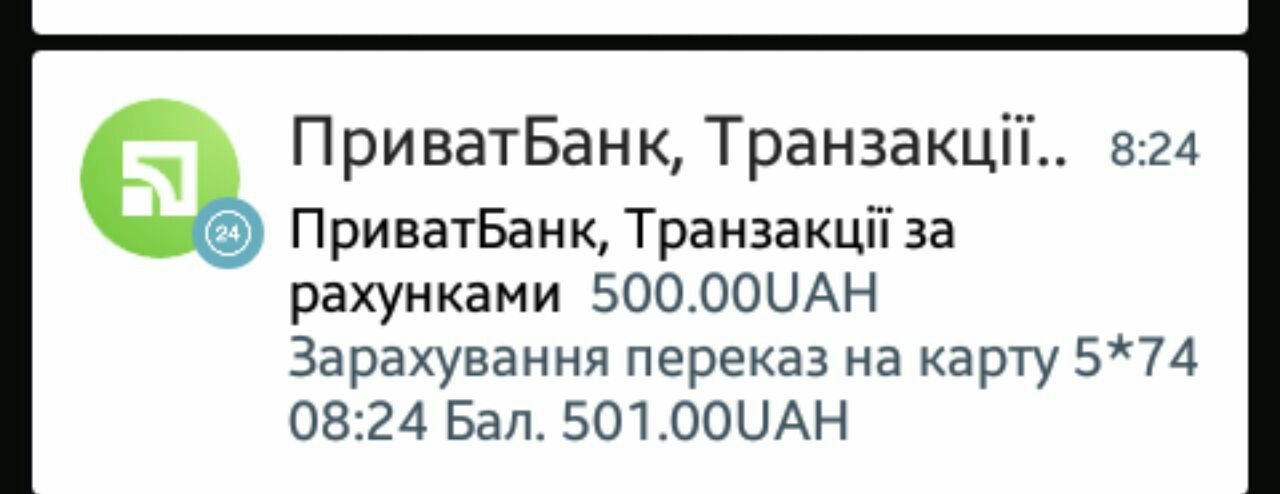 ПриватБанк, Транзакції.. 8:24
24
ПриватБанк, Транзакції за
рахунками 500.00UAH
Зарахування переказ на карту 5*74
08:24 Бал. 501.00UAH